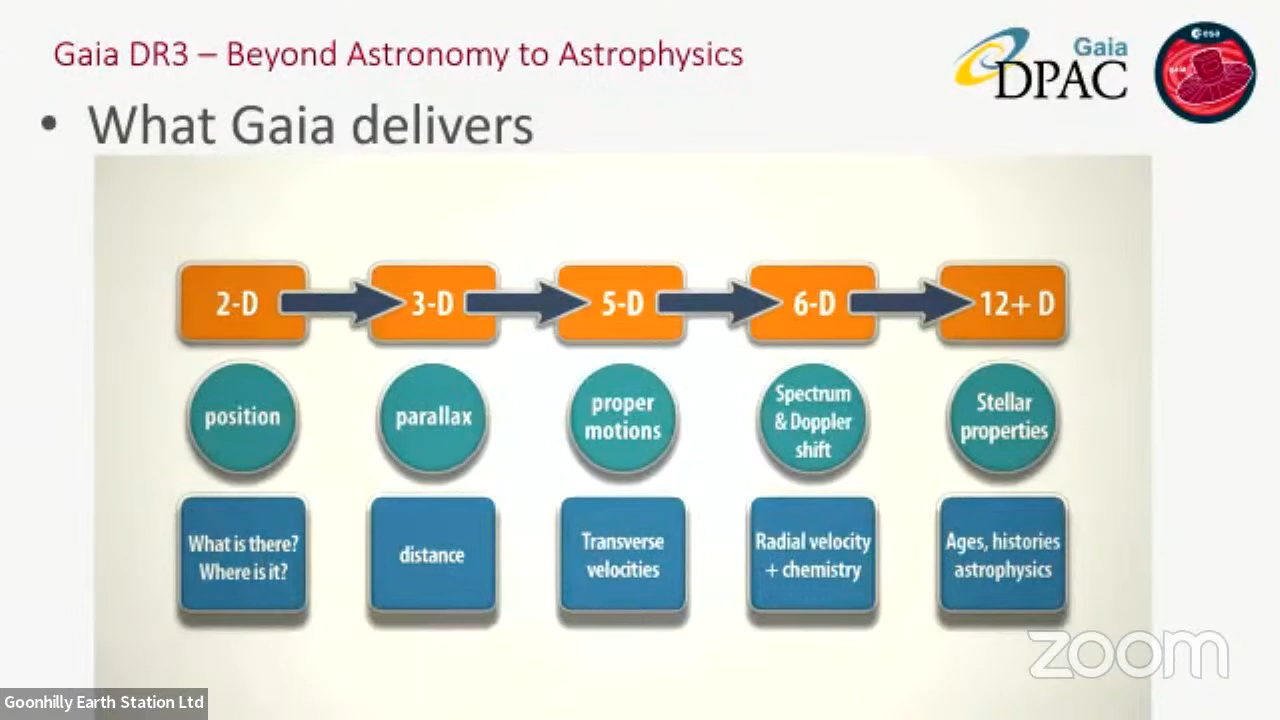 Gaia DR3 – Beyond Astronomy to Astrophysics
Gaia
DPAC
esa
gaia
• What Gaia delivers
2-D
3-D
5-D
6-D
12+ D
position
parallax
proper
motions
Spectrum
& Doppler
shift
Stellar
properties
What is there?
Where is it?
distance
Transverse
velocities
Radial velocity
+ chemistry
Ages, histories
astrophysics
zoom
Goonhilly Earth Station Ltd